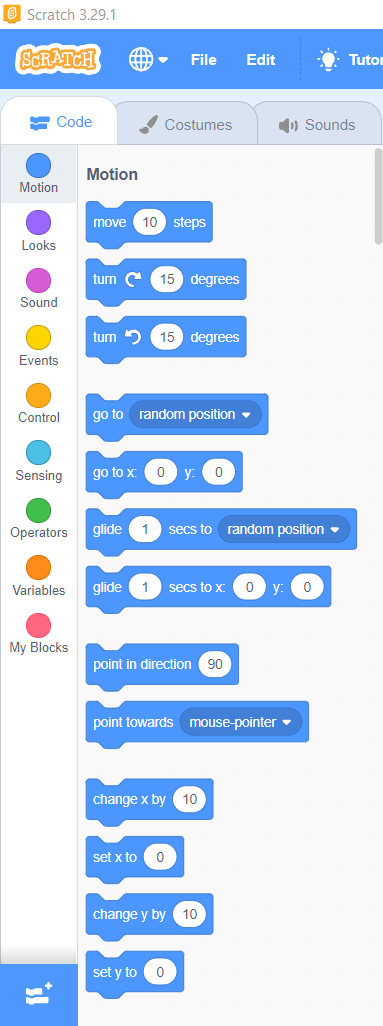 Scratch 3.29.1
SCRATCH File Edit Tutor
Code Costumes Sounds
Motion
Looks
Sound
Events
Control
Sensing
Operators
Variables
My Blocks
Motion
move 10 steps
turn 15 degrees
turn 15 degrees
go to random position
go to x: 0 y: 0
glide 1 secs to random position
glide 1 secs to x: 0 y: 0
point in direction 90
point towards mouse-pointer
change x by 10
set x to 0
change y by 10
set y to 0